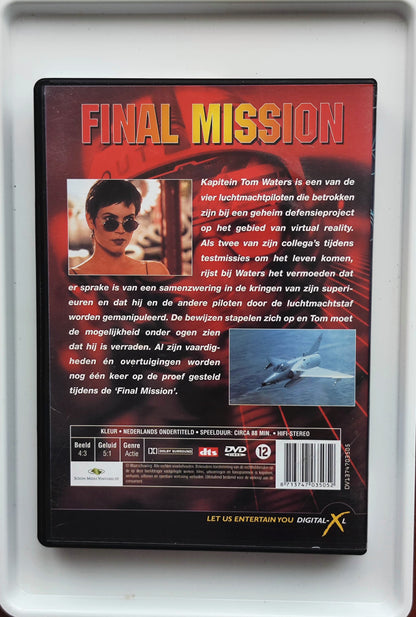 FINAL MISSION
Kapitein Tom Waters is een van de
vier luchtmachtpiloten die betrokken
zijn bij een geheim defensieproject
op het gebied van virtual reality.
Als twee van zijn collega's tijdens
testmissies om het leven komen,
rijst bij Waters het vermoeden dat
er sprake is van een samenzwering in de kringen van zijn superi-
euren en dat hij en de andere piloten door de luchtmachtstaf
worden gemanipuleerd. De bewijzen stapelen zich op en Tom moet
de mogelijkheid onder ogen zien
dat hij is verraden. Al zijn vaardig-
heden én overtuigingen worden
nog één keer op de proef gesteld
tijdens de 'Final Mission'.
KLEUR • NEDERLANDS ONDERTITELD • SPEELDUUR: CIRCA 88 MIN. • HIFI-STEREO
Beeld Geluid Genre
4:3 5:1 Actie
DOLBY SURROUND
dts
DVD
12
8 713747 035052
DV13747035O5
LET US ENTERTAIN YOU DIGITAL-XL